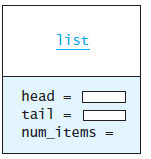 list
head =
tail =
num_items =